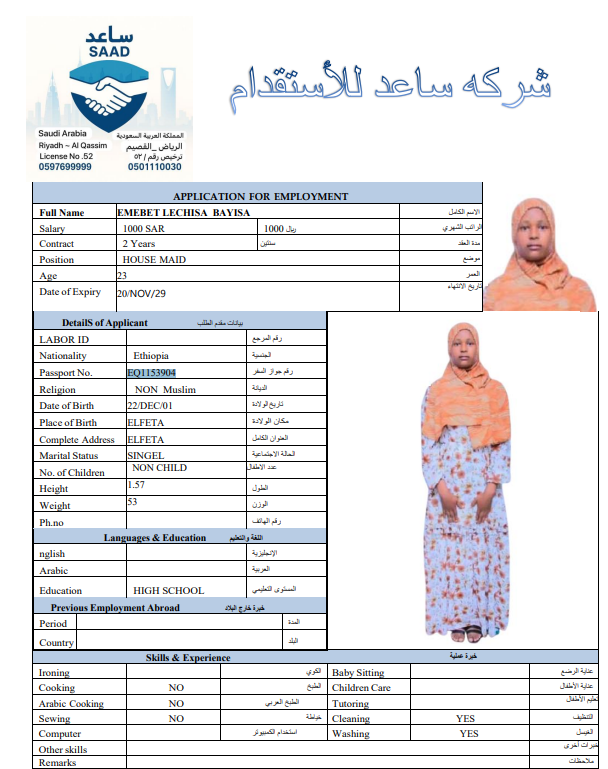 ساعد
SAAD
شركه ساعد للأستقدام
Saudi Arabia المملكة العربية السعودية
Riyadh ~ Al Qassim الرياض _القصيم
License No .52 ترخيص رقم / ٥٢
0597699999 0501110030
APPLICATION FOR EMPLOYMENT
Full Name EMEBET LECHISA BAYISA الاسم الكامل
Salary 1000 SAR 1000 ريال الراتب الشهري
Contract 2 Years سنتين مدة العقد
Position HOUSE MAID موضع
Age 23 العمر
Date of Expiry 20/NOV/29 تاريخ الانتهاء
DetailS of Applicant بيانات مقدم الطلب
LABOR ID رقم المرجع
Nationality Ethiopia الجنسية
Passport No. EQ1153904 رقم جواز السفر
Religion NON Muslim الديانة
Date of Birth 22/DEC/01 تاريخ الولادة
Place of Birth ELFETA مكان الولادة
Complete Address ELFETA العنوان الكامل
Marital Status SINGEL الحالة الاجتماعية
No. of Children NON CHILD عدد الاطفال
Height 1.57 الطول
Weight 53 الوزن
Ph.no رقم الهاتف
Languages & Education اللغة والتعليم
nglish الإنجليزية
Arabic العربية
Education HIGH SCHOOL المستوى التعليمي
Previous Employment Abroad خبرة خارج البلاد
Period المدة
Country البلد
Skills & Experience خبرة عملية
Ironing الكوي Baby Sitting عناية الرضع
Cooking NO الطبخ Children Care عناية الأطفال
Arabic Cooking NO الطبخ العربي Tutoring تعليم الأطفال
Sewing NO خياطة Cleaning YES التنظيف
Computer استخدام الكمبيوتر Washing YES الغسيل
Other skills خبرات أخرى
Remarks ملاحظات